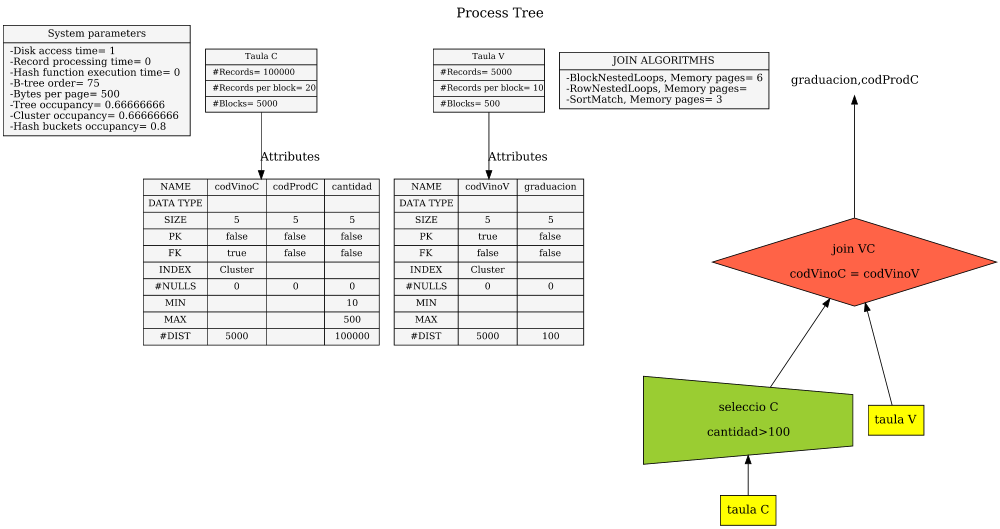 Process Tree
System parameters
-Disk access time= 1
-Record processing time= 0
-Hash function execution time= 0
-B-tree order= 75
-Bytes per page= 500
-Tree occupancy= 0.66666666
-Cluster occupancy= 0.66666666
-Hash buckets occupancy= 0.8
Taula C
#Records= 100000
#Records per block= 20
#Blocks= 5000
Taula V
#Records= 5000
#Records per block= 10
#Blocks= 500
JOIN ALGORITMHS
-BlockNestedLoops, Memory pages= 6
-RowNestedLoops, Memory pages=
-SortMatch, Memory pages= 3
graduacion,codProdC
Attributes
Attributes
NAME codVinoC codProdC cantidad
DATA TYPE
SIZE 5 5 5
PK false false false
FK true false false
INDEX Cluster
#NULLS 0 0 0
MIN 10
MAX 500
#DIST 5000 100000
NAME codVinoV graduacion
DATA TYPE
SIZE 5 5
PK true false
FK false false
INDEX Cluster
#NULLS 0 0
MIN
MAX
#DIST 5000 100
join VC
codVinoC = codVinoV
seleccio C
cantidad>100
taula V
taula C